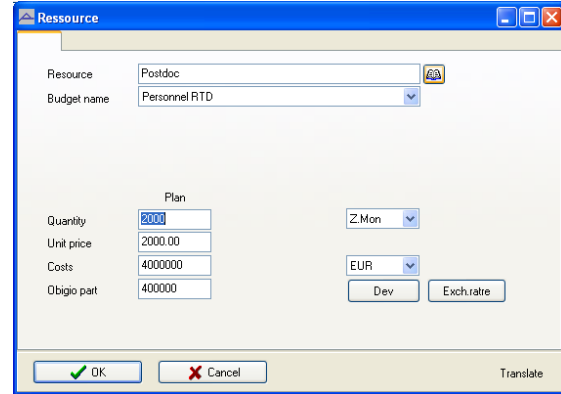 Ressource
Resource Postdoc
Budget name Personnel RTD
Plan
Quantity 2000 Z.Mon
Unit price 2000.00
Costs 4000000 EUR
Obigio part 400000 Dev Exch.ratre
OK Cancel Translate